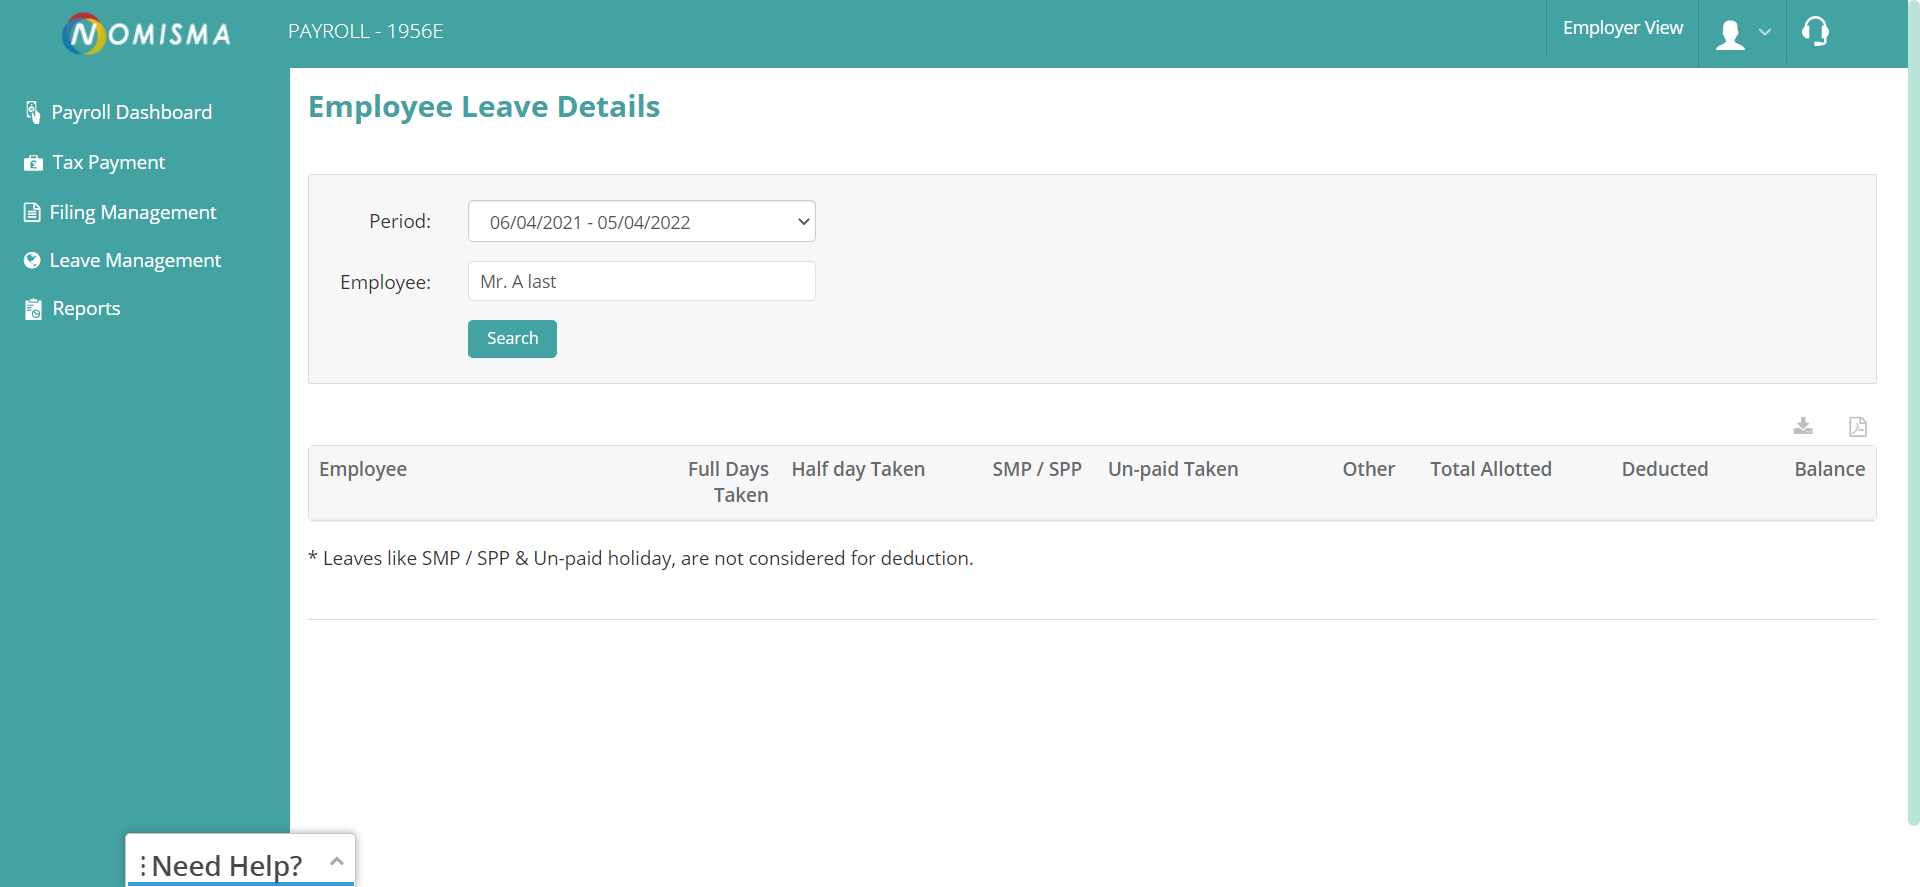 NOMISMA
PAYROLL - 1956E
Employer View
Payroll Dashboard
Tax Payment
Filing Management
Leave Management
Reports
Employee Leave Details
Period: 06/04/2021 - 05/04/2022
Employee: Mr. A last
Search
Employee Full Days Taken Half day Taken SMP / SPP Un-paid Taken Other Total Allotted Deducted Balance
* Leaves like SMP / SPP & Un-paid holiday, are not considered for deduction.
Need Help?